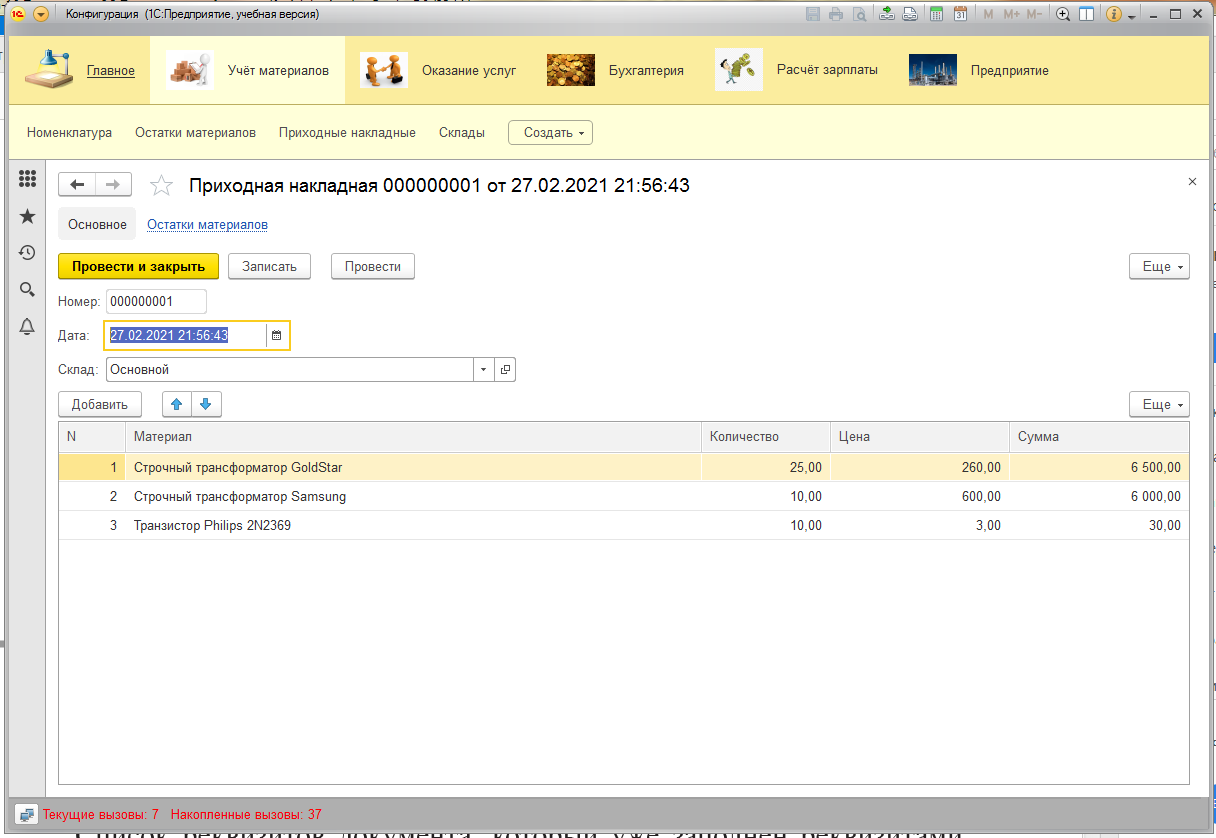 Конфигурация (1С:Предприятие, учебная версия) M M+ M-
Главное Учёт материалов Оказание услуг Бухгалтерия Расчёт зарплаты Предприятие
Номенклатура Остатки материалов Приходные накладные Склады Создать
Приходная накладная 000000001 от 27.02.2021 21:56:43
Основное Остатки материалов
Провести и закрыть Записать Провести Еще
Номер: 000000001
Дата: 27.02.2021 21:56:43
Склад: Основной
Добавить Еще
N Материал Количество Цена Сумма
1 Строчный трансформатор GoldStar 25,00 260,00 6 500,00
2 Строчный трансформатор Samsung 10,00 600,00 6 000,00
3 Транзистор Philips 2N2369 10,00 3,00 30,00
Текущие вызовы: 7 Накопленные вызовы: 37